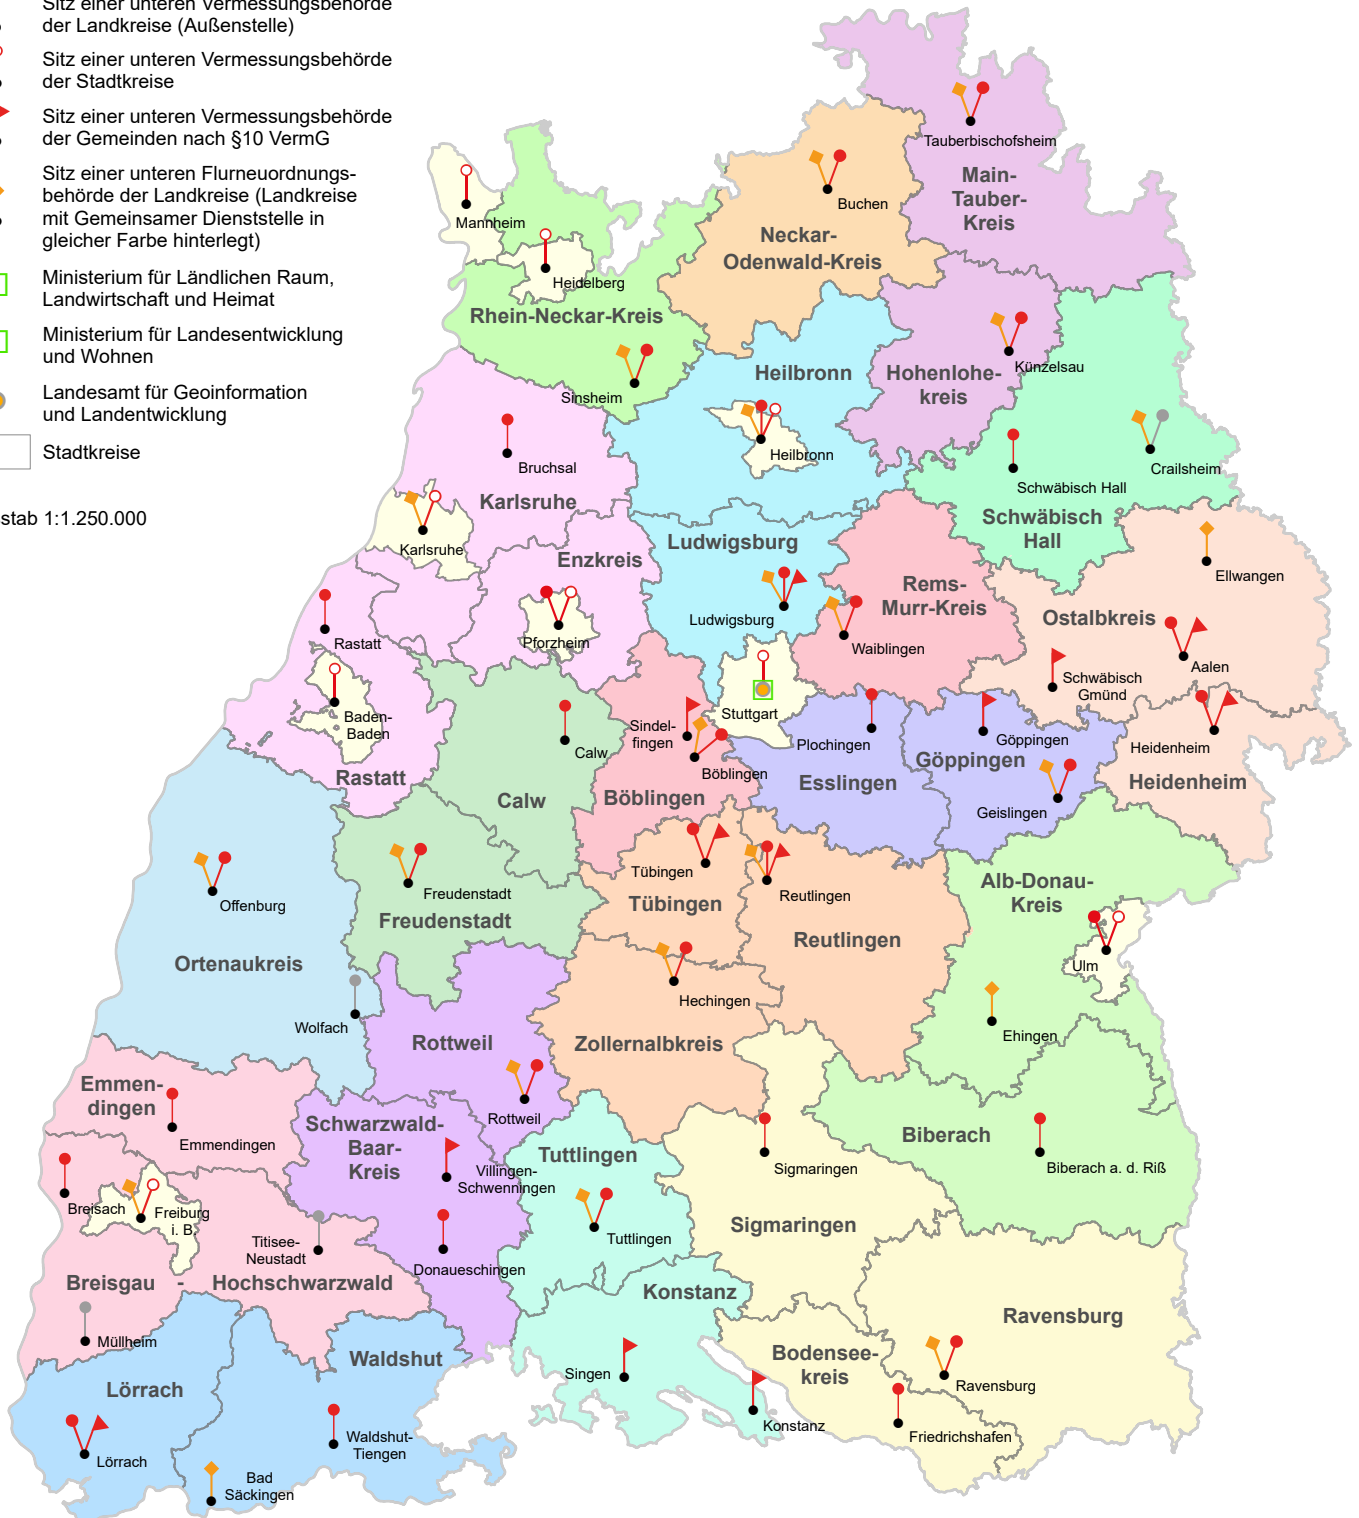 Sitz einer unteren Vermessungsbehörde
der Landkreise (Außenstelle)
Sitz einer unteren Vermessungsbehörde
der Stadtkreise
Sitz einer unteren Vermessungsbehörde
der Gemeinden nach §10 VermG
Sitz einer unteren Flurneuordnungs-
behörde der Landkreise (Landkreise
mit Gemeinsamer Dienststelle in
gleicher Farbe hinterlegt)
Ministerium für Ländlichen Raum,
Landwirtschaft und Heimat
Ministerium für Landesentwicklung
und Wohnen
Landesamt für Geoinformation
und Landentwicklung
Stadtkreise
stab 1:1.250.000
Tauberbischofsheim
Main-
Tauber-
Kreis
Buchen
Neckar-
Odenwald-Kreis
Mannheim
Heidelberg
Rhein-Neckar-Kreis
Sinsheim
Heilbronn
Heilbronn
Hohenlohe-
kreis
Künzelsau
Crailsheim
Schwäbisch Hall
Schwäbisch
Hall
Bruchsal
Karlsruhe
Karlsruhe
Enzkreis
Pforzheim
Ludwigsburg
Ludwigsburg
Rems-
Murr-Kreis
Waiblingen
Ellwangen
Ostalbkreis
Aalen
Schwäbisch
Gmünd
Rastatt
Baden-
Baden
Rastatt
Calw
Calw
Sindel-
fingen
Böblingen
Böblingen
Stuttgart
Plochingen
Esslingen
Göppingen
Göppingen
Geislingen
Heidenheim
Heidenheim
Offenburg
Ortenaukreis
Wolfach
Freudenstadt
Freudenstadt
Tübingen
Tübingen
Reutlingen
Reutlingen
Alb-Donau-
Kreis
Ulm
Ehingen
Hechingen
Zollernalbkreis
Rottweil
Rottweil
Emmen-
dingen
Emmendingen
Schwarzwald-
Baar-
Kreis
Villingen-
Schwenningen
Donaueschingen
Tuttlingen
Tuttlingen
Sigmaringen
Sigmaringen
Biberach
Biberach a. d. Riß
Breisach
Freiburg
i. B.
Titisee-
Neustadt
Breisgau - Hochschwarzwald
Müllheim
Lörrach
Lörrach
Waldshut
Waldshut-
Tiengen
Bad
Säckingen
Konstanz
Singen
Konstanz
Bodensee-
kreis
Friedrichshafen
Ravensburg
Ravensburg